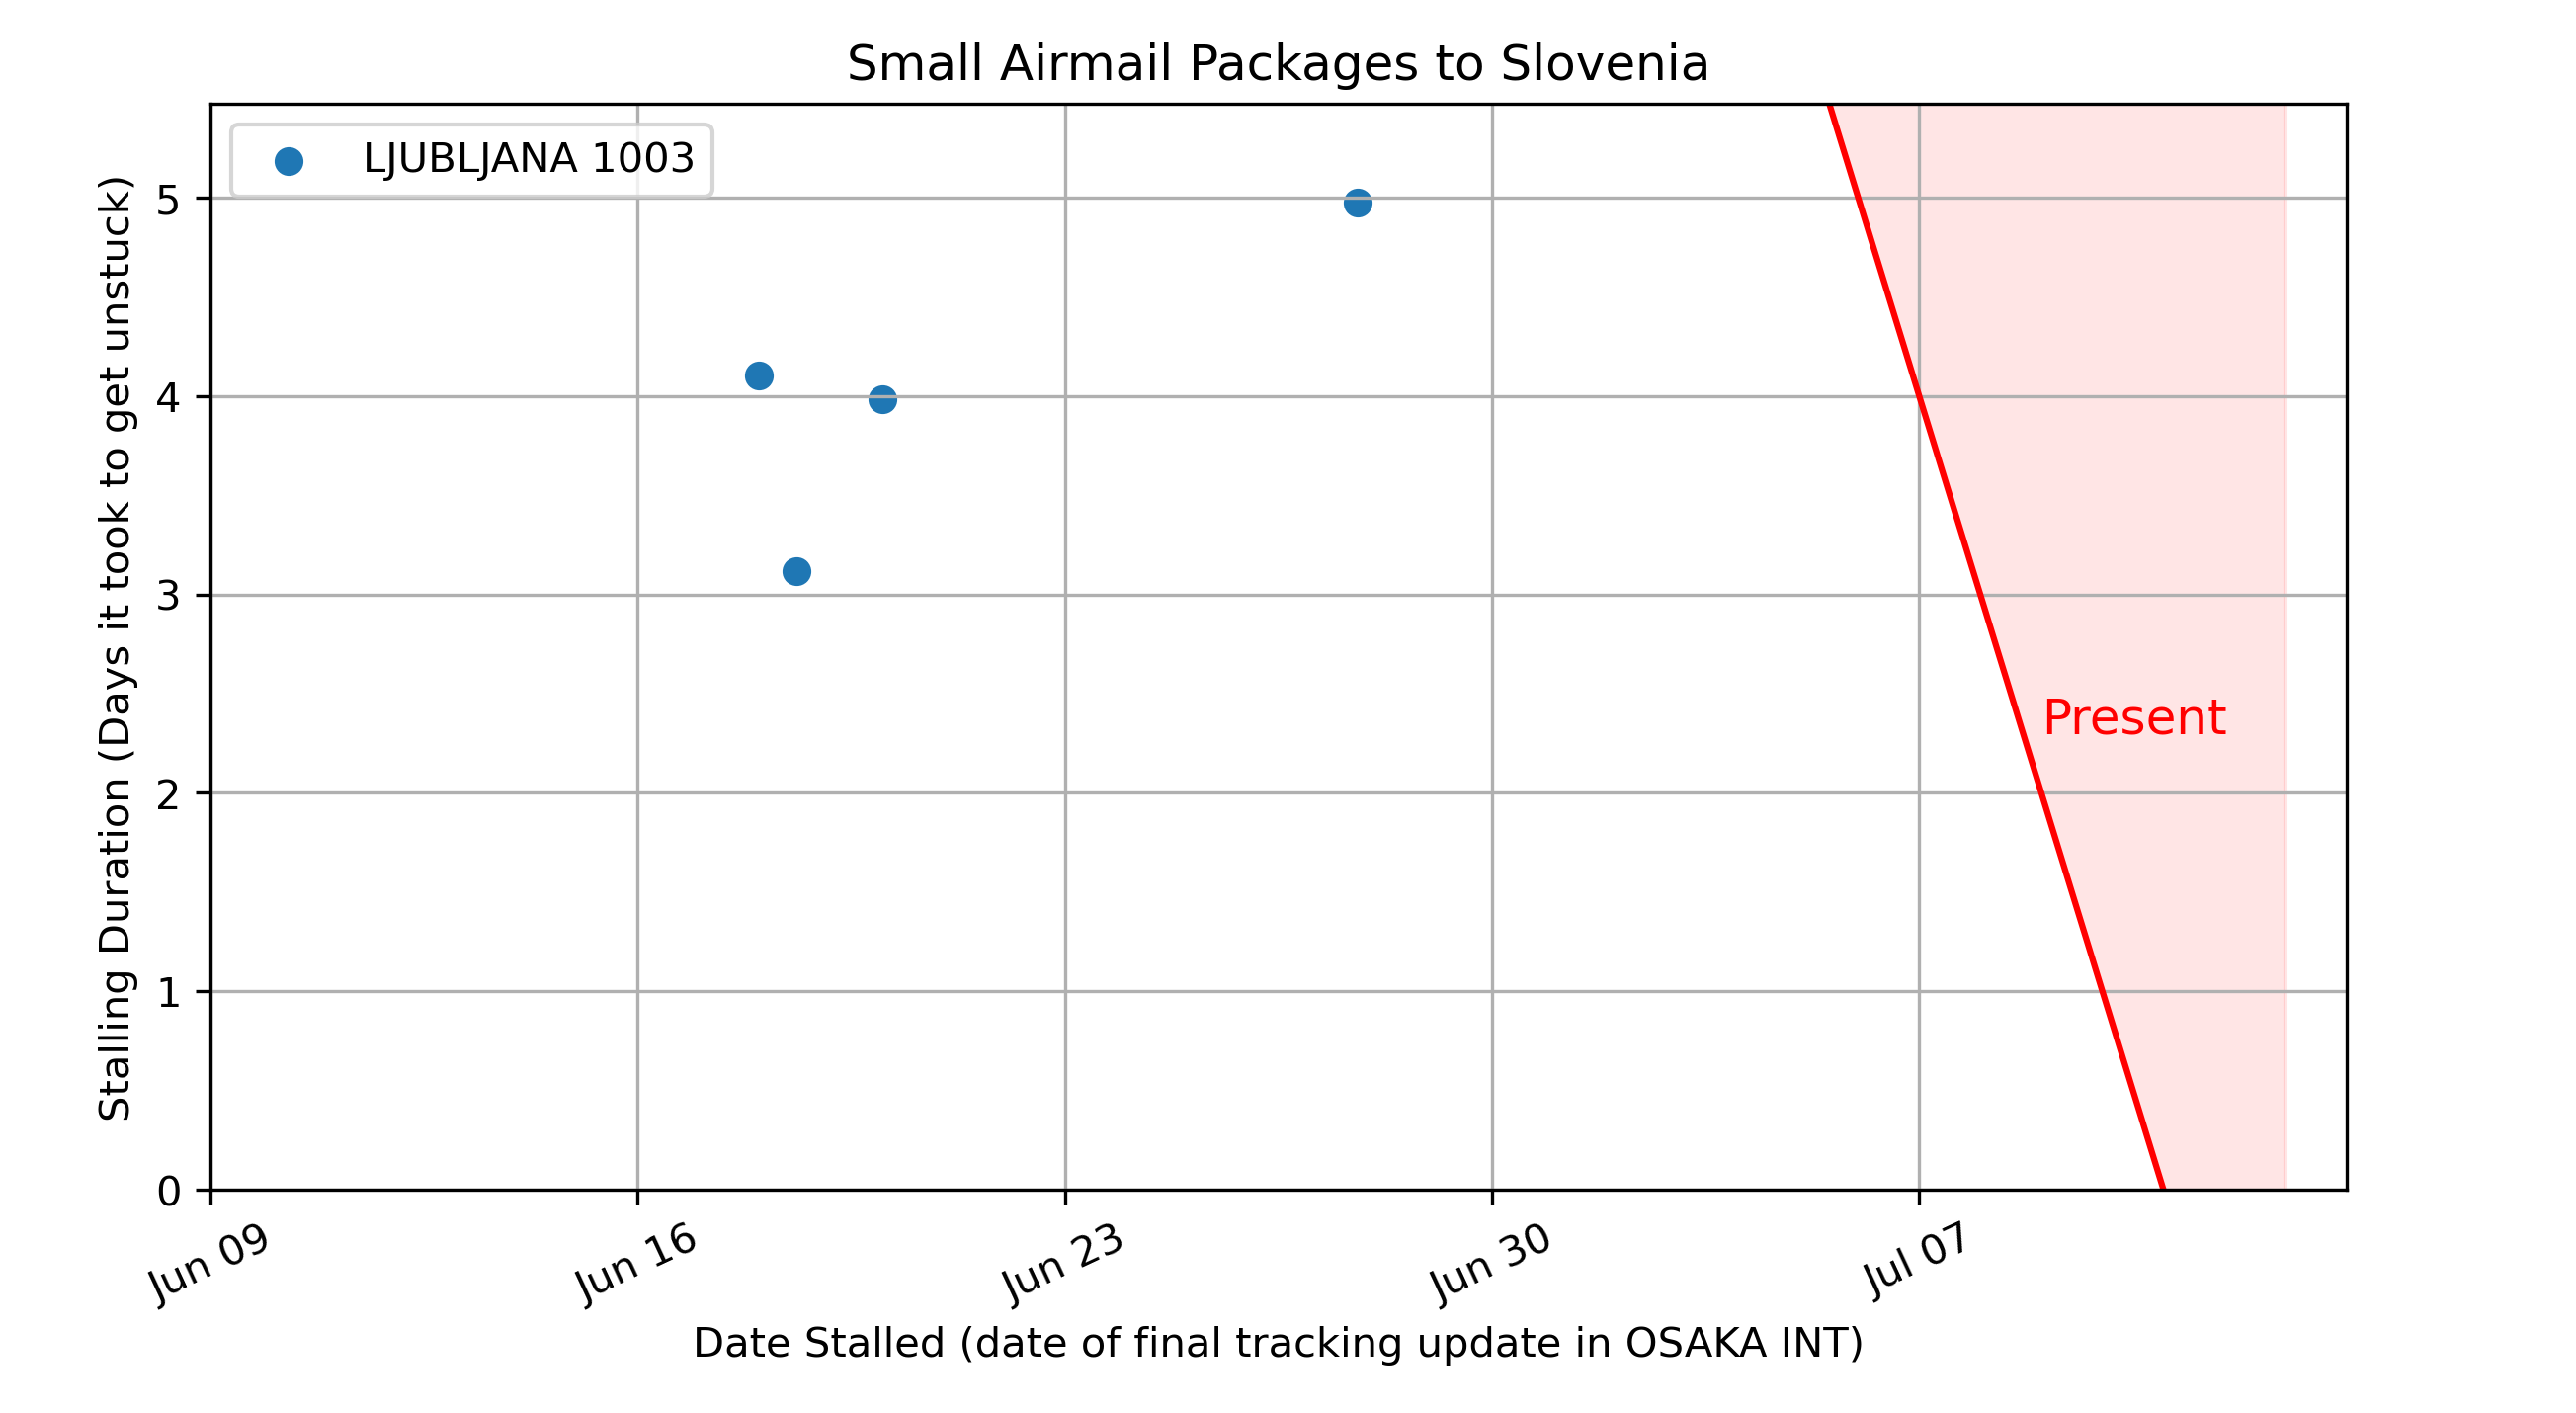 Small Airmail Packages to Slovenia
LJUBLJANA 1003
Stalling Duration (Days it took to get unstuck)
5
4
3
2
1
0
Present
Jun 09
Jun 16
Jun 23
Jun 30
Jul 07
Date Stalled (date of final tracking update in OSAKA INT)